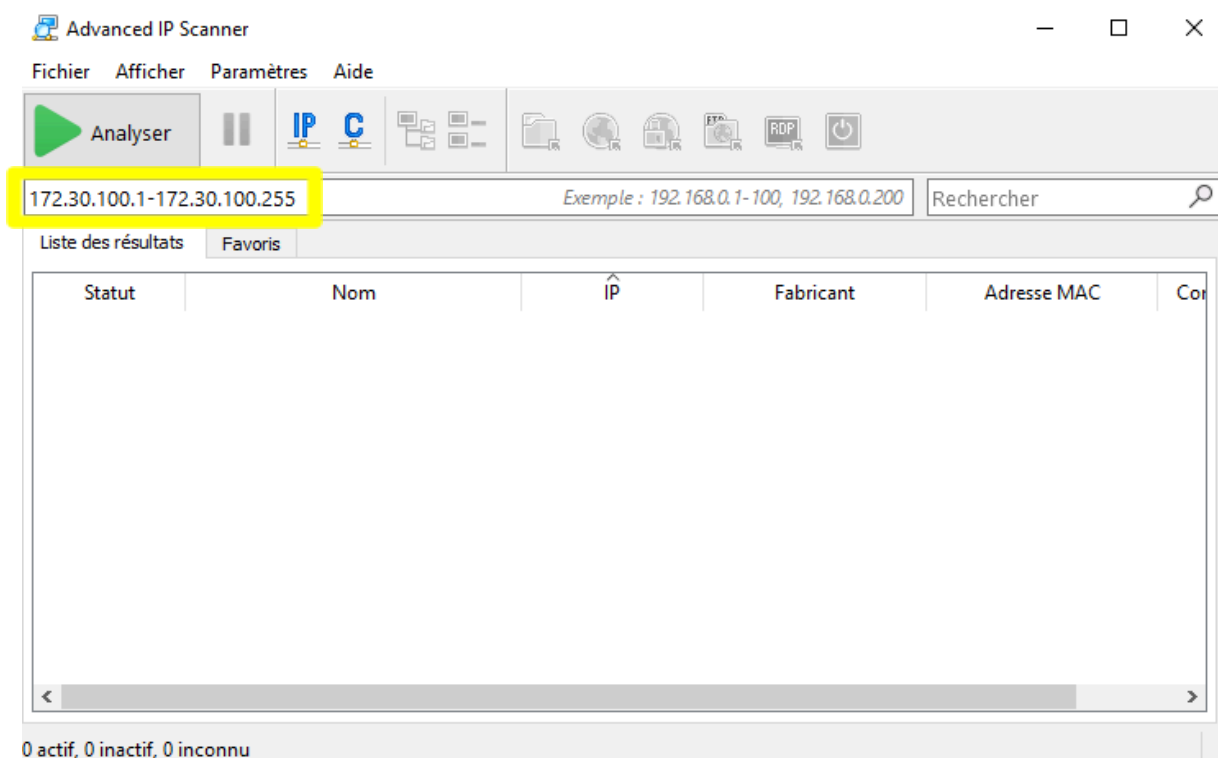 Advanced IP Scanner
Fichier Afficher Paramètres Aide
Analyser IP C FTP RDP
172.30.100.1-172.30.100.255 Exemple : 192.168.0.1-100, 192.168.0.200 Rechercher
Liste des résultats Favoris
Statut Nom IP Fabricant Adresse MAC Cor
0 actif, 0 inactif, 0 inconnu